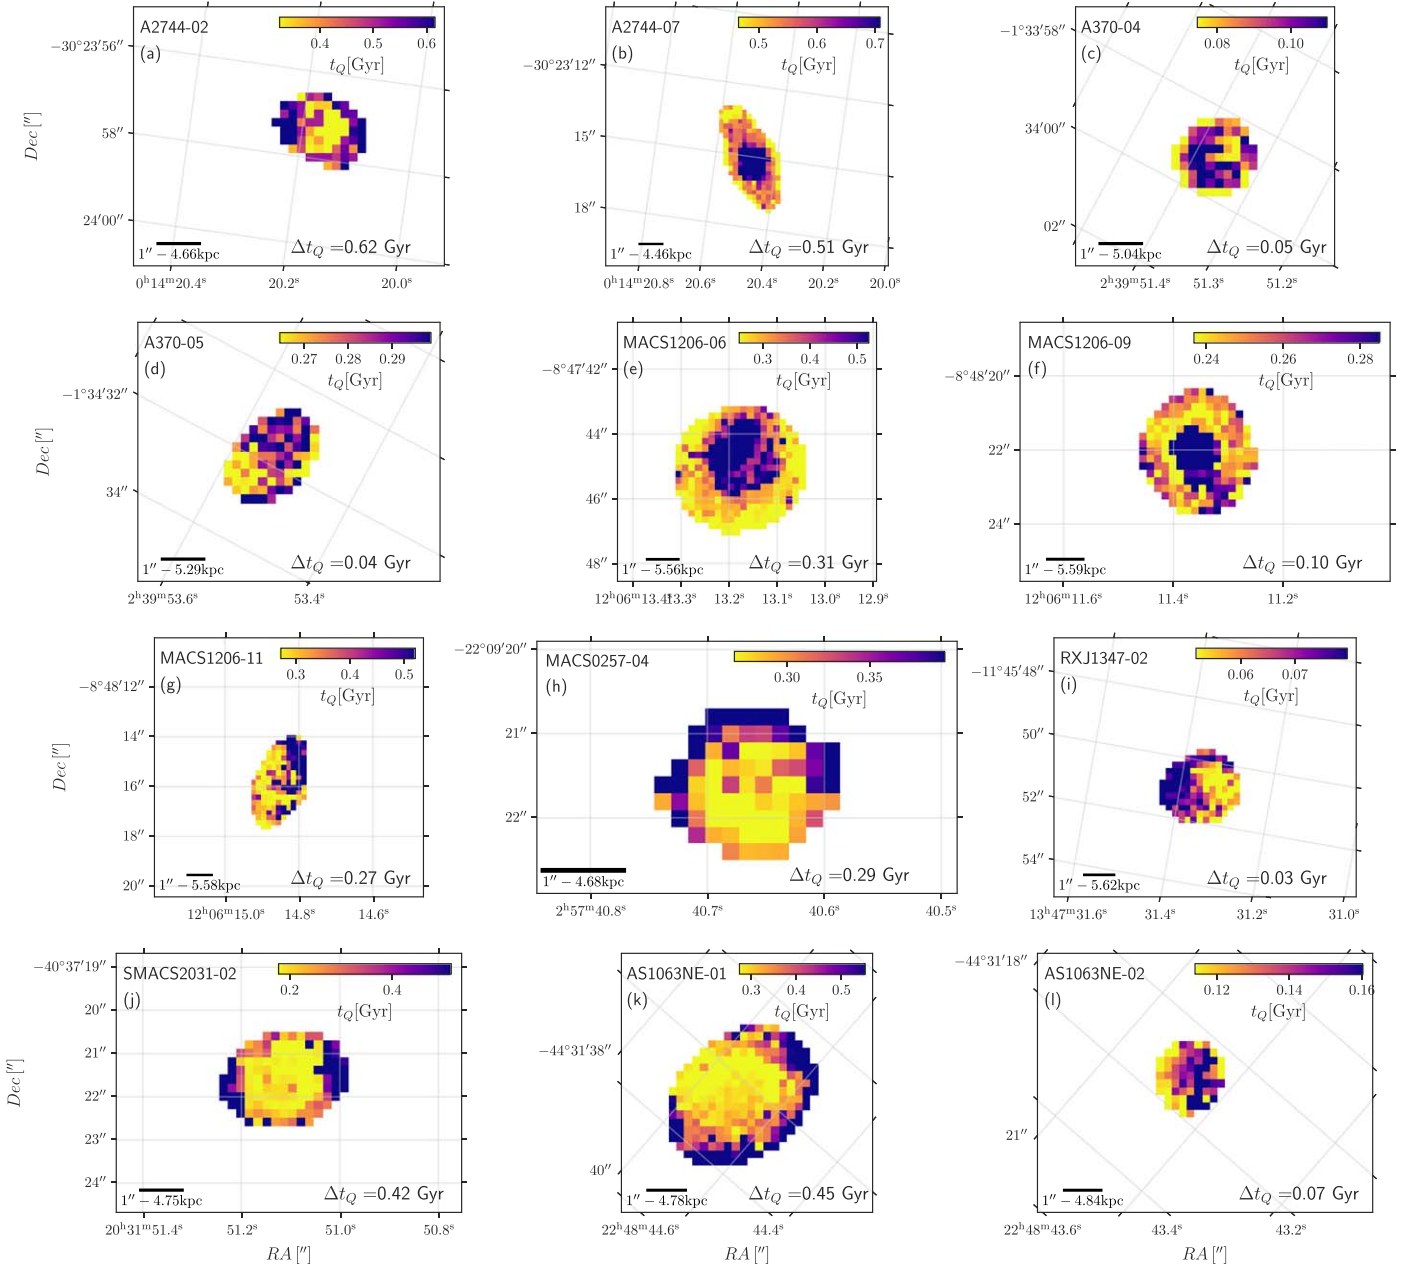 A2744-02
(a)
0.4 0.5 0.6
t_Q[Gyr]
−30°23′56″
58″
24′00″
Dec [″]
1″ − 4.66kpc
Δt_Q =0.62 Gyr
0ʰ14ᵐ20.4ˢ 20.2ˢ 20.0ˢ
A2744-07
(b)
0.5 0.6 0.7
t_Q[Gyr]
−30°23′12″
15″
18″
1″ − 4.46kpc
Δt_Q =0.51 Gyr
0ʰ14ᵐ20.8ˢ 20.6ˢ 20.4ˢ 20.2ˢ 20.0ˢ
A370-04
(c)
0.08 0.10
t_Q[Gyr]
−1°33′58″
34′00″
02″
1″ − 5.04kpc
Δt_Q =0.05 Gyr
2ʰ39ᵐ51.4ˢ 51.3ˢ 51.2ˢ
A370-05
(d)
0.27 0.28 0.29
t_Q[Gyr]
−1°34′32″
34″
Dec [″]
1″ − 5.29kpc
Δt_Q =0.04 Gyr
2ʰ39ᵐ53.6ˢ 53.4ˢ
MACS1206-06
(e)
0.3 0.4 0.5
t_Q[Gyr]
−8°47′42″
44″
46″
48″
1″ − 5.56kpc
Δt_Q =0.31 Gyr
12ʰ06ᵐ13.4ˢ 13.3ˢ 13.2ˢ 13.1ˢ 13.0ˢ 12.9ˢ
MACS1206-09
(f)
0.24 0.26 0.28
t_Q[Gyr]
−8°48′20″
22″
24″
1″ − 5.59kpc
Δt_Q =0.10 Gyr
12ʰ06ᵐ11.6ˢ 11.4ˢ 11.2ˢ
MACS1206-11
(g)
0.3 0.4 0.5
t_Q[Gyr]
−8°48′12″
14″
16″
18″
20″
Dec [″]
1″ − 5.58kpc
Δt_Q =0.27 Gyr
12ʰ06ᵐ15.0ˢ 14.8ˢ 14.6ˢ
MACS0257-04
(h)
0.30 0.35
t_Q[Gyr]
−22°09′20″
21″
22″
1″ − 4.68kpc
Δt_Q =0.29 Gyr
2ʰ57ᵐ40.8ˢ 40.7ˢ 40.6ˢ 40.5ˢ
RXJ1347-02
(i)
0.06 0.07
t_Q[Gyr]
−11°45′48″
50″
52″
54″
1″ − 5.62kpc
Δt_Q =0.03 Gyr
13ʰ47ᵐ31.6ˢ 31.4ˢ 31.2ˢ 31.0ˢ
SMACS2031-02
(j)
0.2 0.4
t_Q[Gyr]
−40°37′19″
20″
21″
22″
23″
24″
Dec [″]
1″ − 4.75kpc
Δt_Q =0.42 Gyr
20ʰ31ᵐ51.4ˢ 51.2ˢ 51.0ˢ 50.8ˢ
RA [″]
AS1063NE-01
(k)
0.3 0.4 0.5
t_Q[Gyr]
−44°31′38″
40″
1″ − 4.78kpc
Δt_Q =0.45 Gyr
22ʰ48ᵐ44.6ˢ 44.4ˢ
RA [″]
AS1063NE-02
(l)
0.12 0.14 0.16
t_Q[Gyr]
−44°31′18″
21″
1″ − 4.84kpc
Δt_Q =0.07 Gyr
22ʰ48ᵐ43.6ˢ 43.4ˢ 43.2ˢ
RA [″]